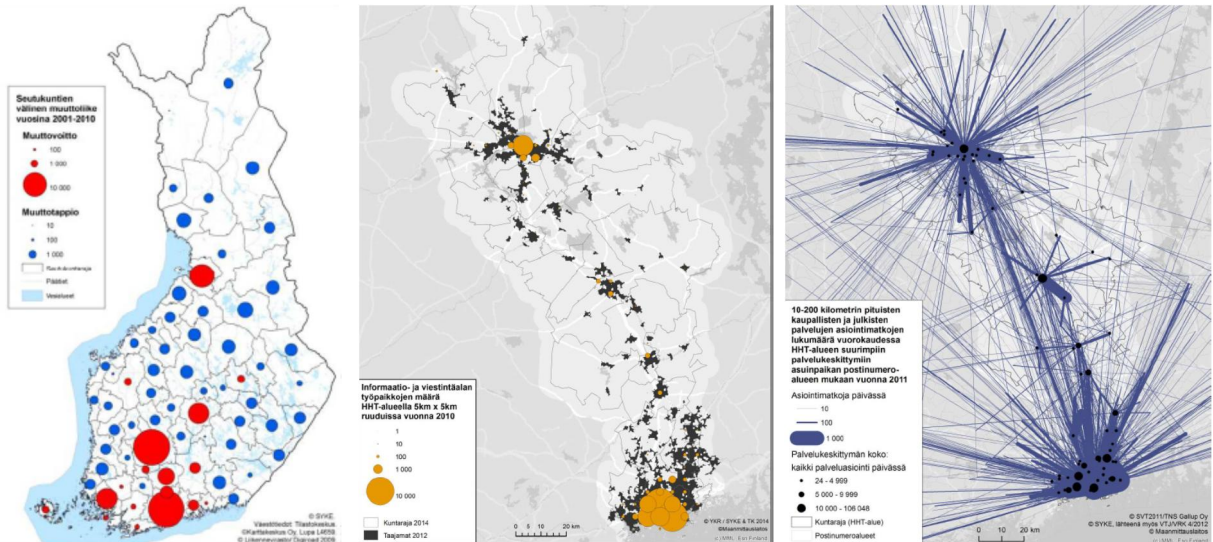 Seutukuntien
välinen muuttoliike
vuosina 2001-2010
Muuttovoitto
100
1 000
10 000
Muuttotappio
10
100
1 000
Seutukuntaraja
Päätiet
Vesialueet
© SYKE.
Väestötiedot: Tilastokeskus.
©Karttakeskus Oy, Lupa L4659
Informaatio- ja viestintäalan
työpaikkojen määrä
HHT-alueella 5km x 5km
ruuduissa vuonna 2010
1
10
100
1 000
10 000
Kuntaraja 2014
Taajamat 2012
0 5 10 20 km
© YKR / SYKE & TK 2014
©Maanmittauslaitos
10-200 kilometrin pituisten
kaupallisten ja julkisten
palvelujen asiointimatkojen
lukumäärä vuorokaudessa
HHT-alueen suurimpiin
palvelukeskittymiin
asuinpaikan postinumero-
alueen mukaan vuonna 2011
Asiointimatkoja päivässä
10
100
1 000
Palvelukeskittymän koko:
kaikki palveluasiointi päivässä
24 - 4 999
5 000 - 9 999
10 000 - 106 048
Kuntaraja (HHT-alue)
Postinumeroalueet
0 5 10 20 km
© SVT2511/TNS Gallup Oy
© SYKE, lähteenä myös VTJ/VRK 4/2012
© Maanmittauslaitos